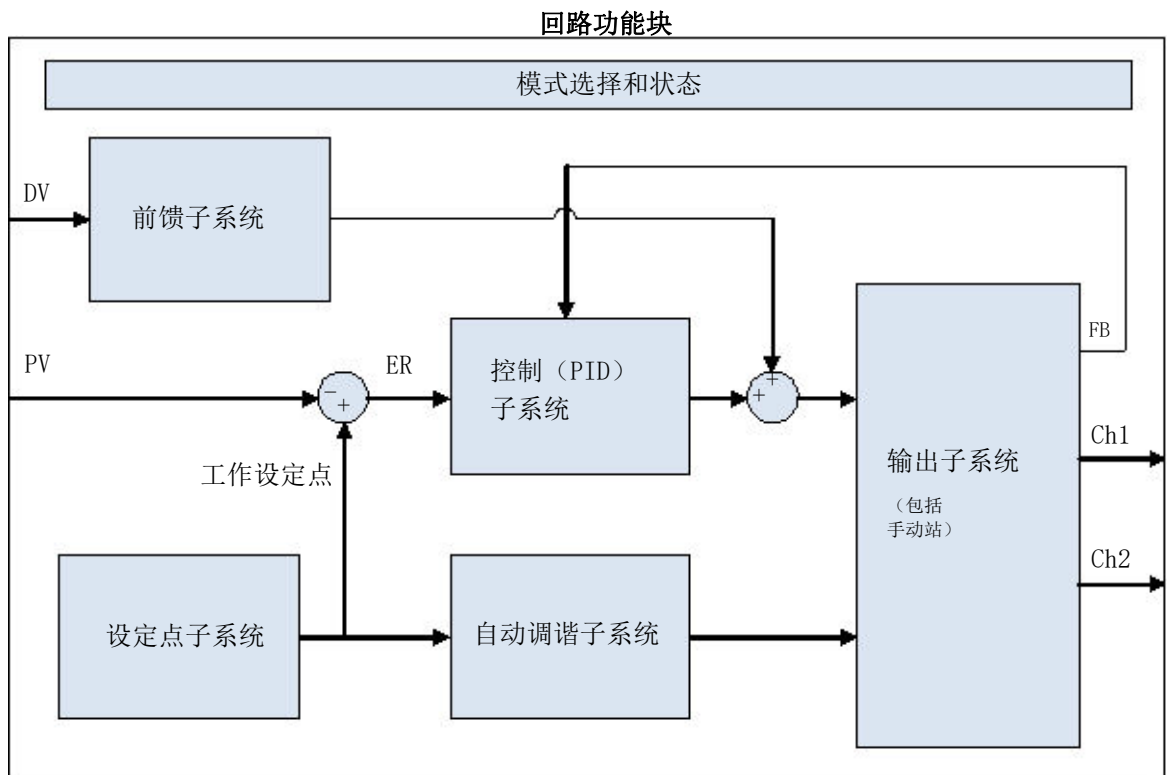 回路功能块
模式选择和状态
DV
前馈子系统
FB
PV
ER
控制（PID）
子系统
−
+
+
+
Ch1
工作设定点
输出子系统
（包括
手动站）
Ch2
设定点子系统
自动调谐子系统